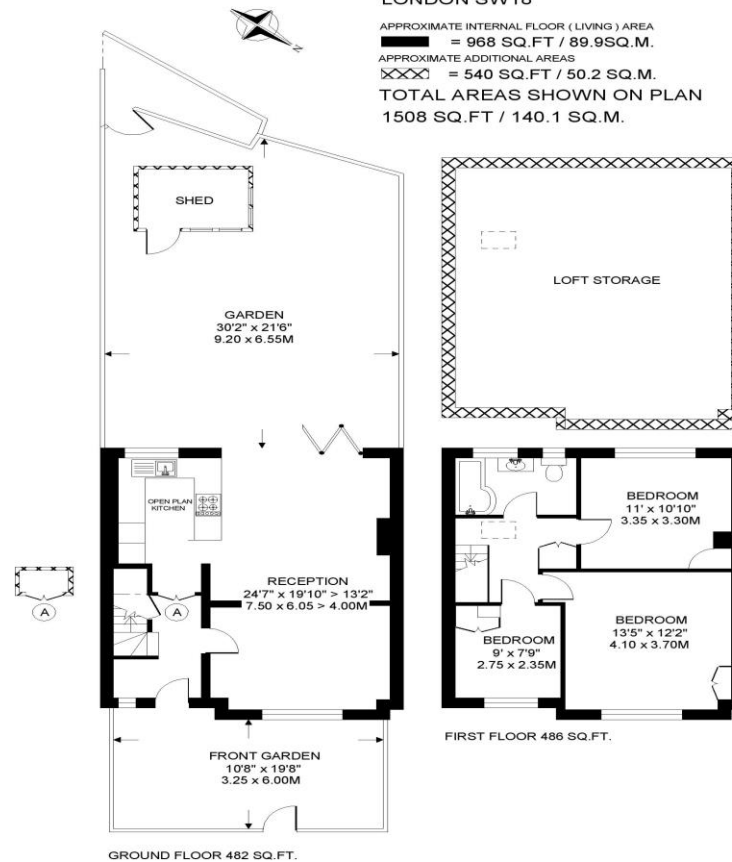 LONDON SW18
APPROXIMATE INTERNAL FLOOR ( LIVING ) AREA
= 968 SQ.FT / 89.9SQ.M.
APPROXIMATE ADDITIONAL AREAS
= 540 SQ.FT / 50.2 SQ.M.
TOTAL AREAS SHOWN ON PLAN
1508 SQ.FT / 140.1 SQ.M.
N
SHED
GARDEN
30'2" x 21'6"
9.20 x 6.55M
LOFT STORAGE
OPEN PLAN
KITCHEN
RECEPTION
24'7" x 19'10" > 13'2"
7.50 x 6.05 > 4.00M
A
A
BEDROOM
11' x 10'10"
3.35 x 3.30M
BEDROOM
13'5" x 12'2"
4.10 x 3.70M
BEDROOM
9' x 7'9"
2.75 x 2.35M
FRONT GARDEN
10'8" x 19'8"
3.25 x 6.00M
FIRST FLOOR 486 SQ.FT.
GROUND FLOOR 482 SQ.FT.